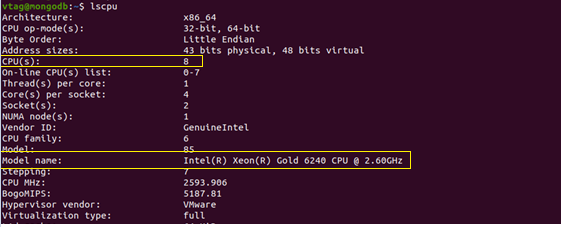 vtag@mongodb:~$ lscpu
Architecture: x86_64
CPU op-mode(s): 32-bit, 64-bit
Byte Order: Little Endian
Address sizes: 43 bits physical, 48 bits virtual
CPU(s): 8
On-line CPU(s) list: 0-7
Thread(s) per core: 1
Core(s) per socket: 4
Socket(s): 2
NUMA node(s): 1
Vendor ID: GenuineIntel
CPU family: 6
Model: 85
Model name: Intel(R) Xeon(R) Gold 6240 CPU @ 2.60GHz
Stepping: 7
CPU MHz: 2593.906
BogoMIPS: 5187.81
Hypervisor vendor: VMware
Virtualization type: full